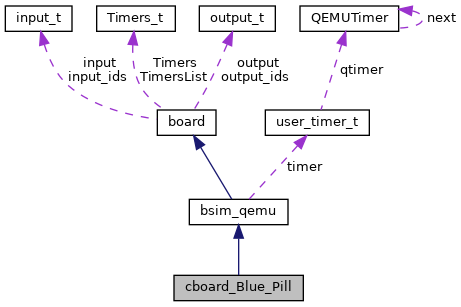 input_t
Timers_t
output_t
QEMUTimer
next
input
input_ids
Timers
TimersList
output
output_ids
qtimer
board
user_timer_t
timer
bsim_qemu
cboard_Blue_Pill